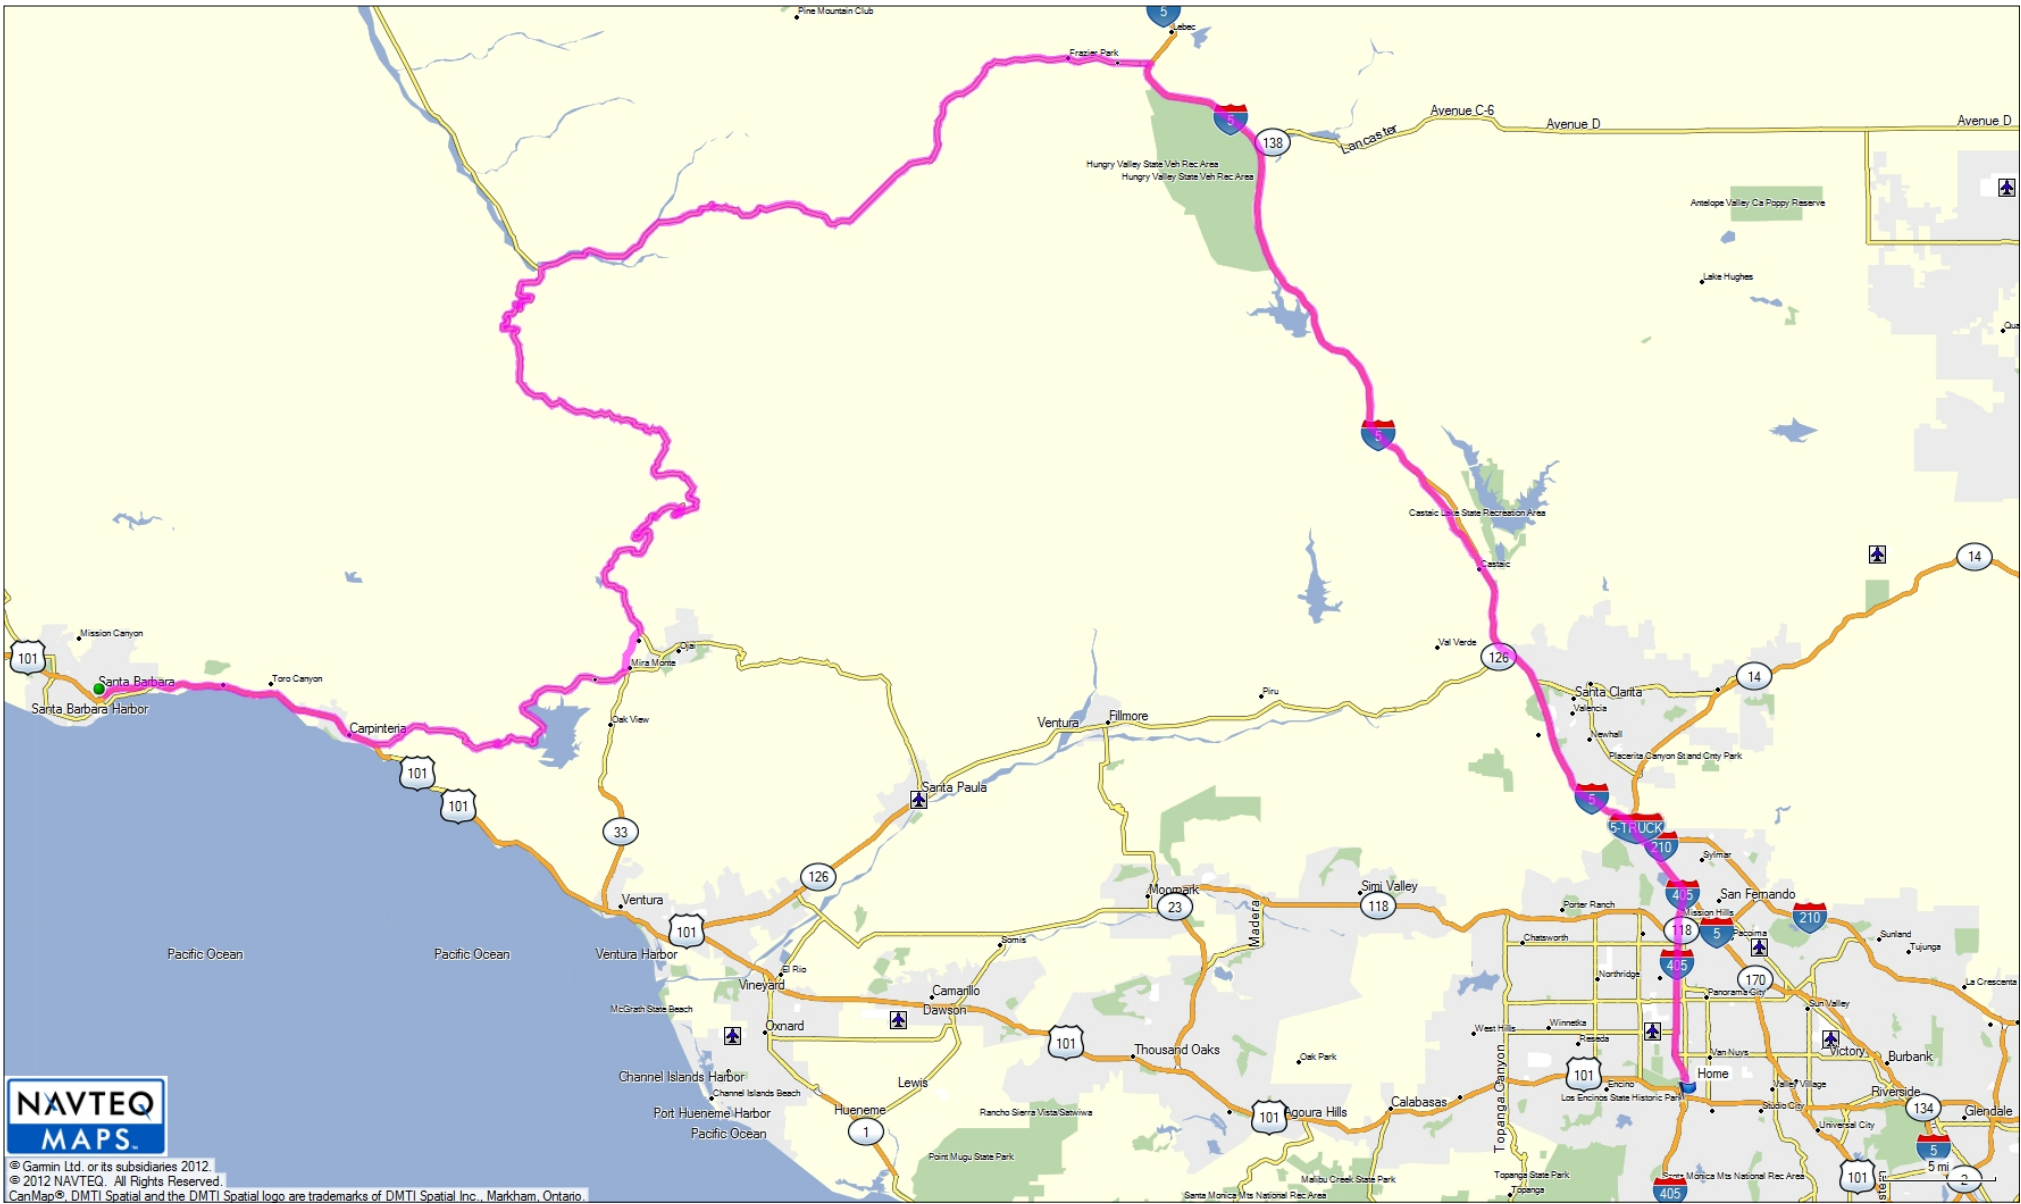 Pine Mountain Club
5
Lebec
Frazier Park
5
138
Lancaster
Avenue C-6
Avenue D
Avenue D
Hungry Valley State Veh Rec Area
Hungry Valley State Veh Rec Area
Antelope Valley Ca Poppy Reserve
Lake Hughes
Qua
5
Castaic Lake State Recreation Area
Castaic
14
Mission Canyon
101
Santa Barbara
Santa Barbara Harbor
Toro Canyon
Carpinteria
101
101
Ojai
Mira Monte
Oak View
33
Val Verde
126
Piru
Ventura
Fillmore
14
Santa Clarita
Valencia
Newhall
Placerita Canyon St and Cnty Park
Santa Paula
5
5-TRUCK
210
Sylmar
126
Ventura
101
Moorpark
23
Madera
Simi Valley
118
Porter Ranch
405
San Fernando
Mission Hills
118
5
Pacoima
210
Sunland
Tujunga
Chatsworth
405
Pacific Ocean
Pacific Ocean
Ventura Harbor
Somis
El Rio
Vineyard
Camarillo
Dawson
Northridge
170
Panorama City
La Crescenta
Sun Valley
McGrath State Beach
Oxnard
101
Thousand Oaks
Oak Park
West Hills
Winnetka
Reseda
Van Nuys
Victory
Burbank
Channel Islands Harbor
Channel Islands Beach
Lewis
Topanga Canyon
101
Encino
Home
Valley Village
Los Encinos State Historic Park
Studio City
Riverside
134
Glendale
Port Hueneme Harbor
Pacific Ocean
Hueneme
1
Rancho Sierra Vista/Satwiwa
101
Agoura Hills
Calabasas
Universal City
5
Point Mugu State Park
Malibu Creek State Park
Santa Monica Mts National Rec Area
Topanga State Park
Topanga
Santa Monica Mts National Rec Area
405
101
5 mi
2
NAVTEQ
MAPS
© Garmin Ltd. or its subsidiaries 2012.
© 2012 NAVTEQ. All Rights Reserved.
CanMap®, DMTI Spatial and the DMTI Spatial logo are trademarks of DMTI Spatial Inc., Markham, Ontario.